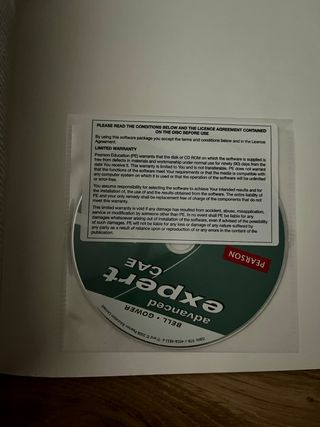 PLEASE READ THE CONDITIONS BELOW AND THE LICENCE AGREEMENT CONTAINED
ON THE DISC BEFORE USE
By using this software package you accept the terms and conditions below and in the Licence
Agreement.
LIMITED WARRANTY
Pearson Education (PE) warrants that the disk or CD ROM on which the software is supplied is
free from defects in materials and workmanship under normal use for ninety (90) days from the
date You receive it. This warranty is limited to You and is not transferable. PE does not warrant
that the functions of the software meet Your requirements or that the media is compatible with
any computer system on which it is used or that the operation of the software will be unlimited
or error-free.
You assume responsibility for selecting the software to achieve Your intended results and for
the installation of, the use of and the results obtained from the software. The entire liability of
PE and your only remedy shall be replacement free of charge of the components that do not
meet this warranty.
This limited warranty is void if any damage has resulted from accident, abuse, misapplication,
service or modification by someone other than PE. In no event shall PE be liable for any
damages whatsoever arising out of installation of the software, even if advised of the possibility
of such damages. PE will not be liable for any loss or damage of any nature suffered by
any party as a result of reliance upon or reproduction of or any errors in the content of the
publication.
PEARSON
BELL • GOWER
advanced
expert
CAE